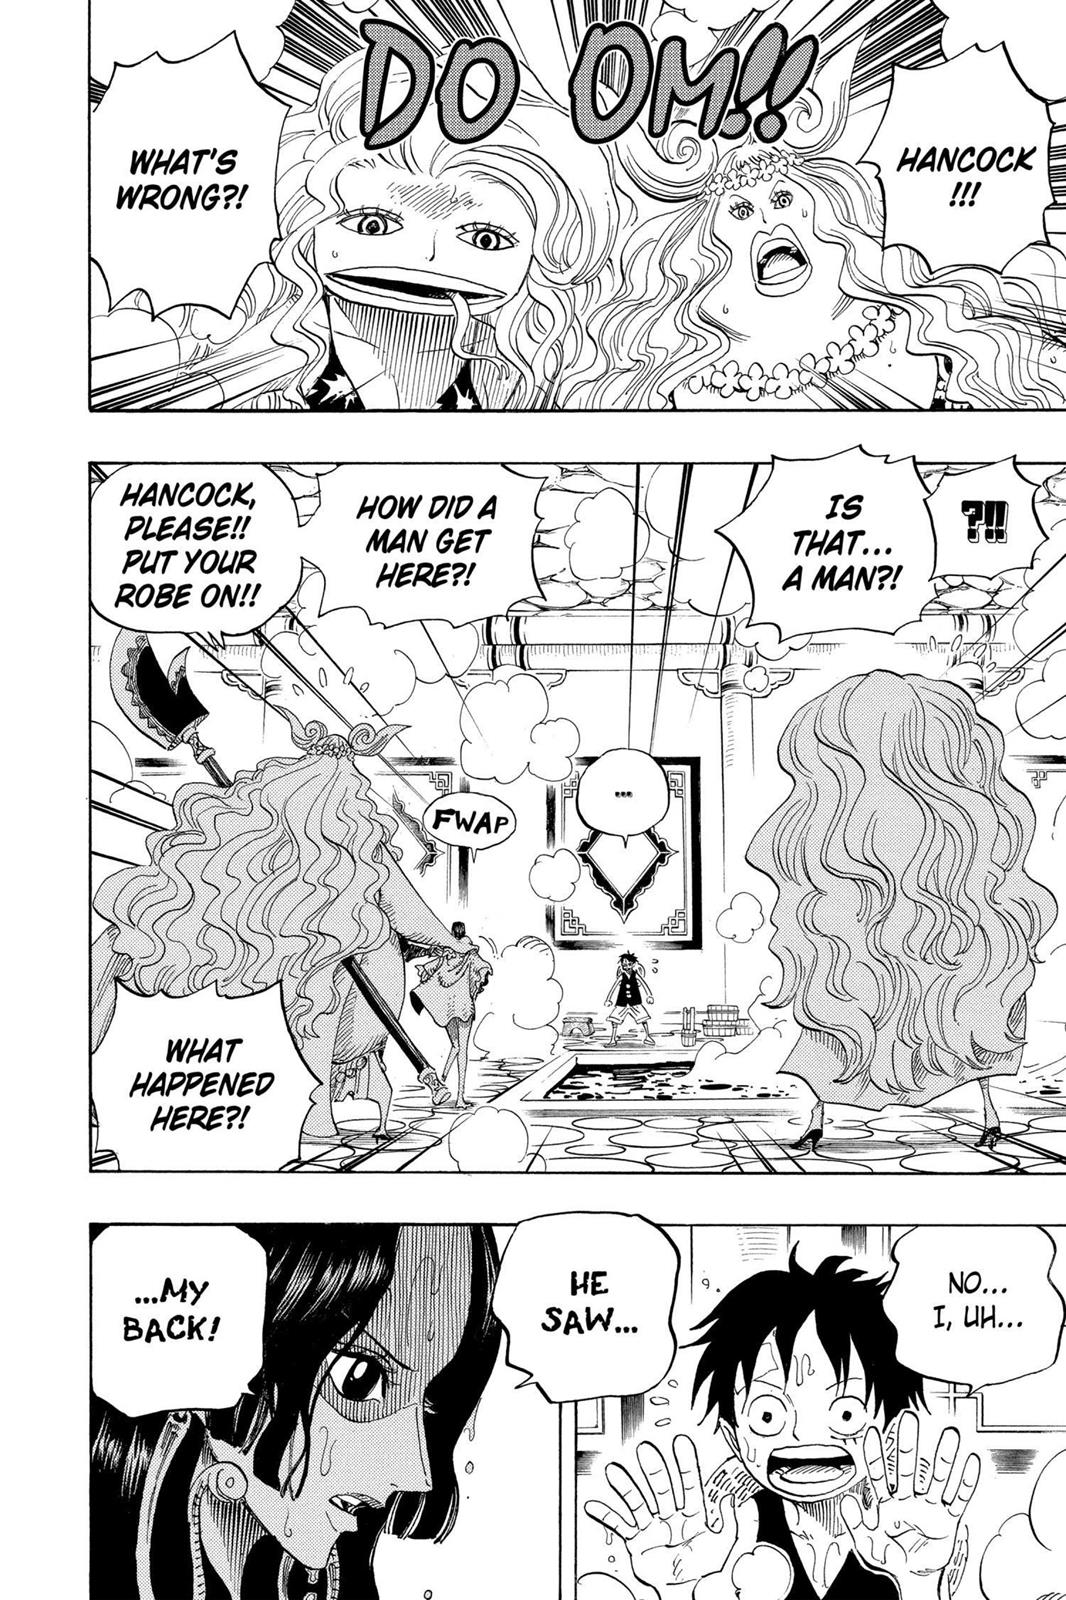 DO OM!!
HANCOCK
!!!
WHAT'S
WRONG?!
?!!
IS
THAT...
A MAN?!
HOW DID A
MAN GET
HERE?!
HANCOCK,
PLEASE!!
PUT YOUR
ROBE ON!!
...
FWAP
WHAT
HAPPENED
HERE?!
NO...
I, UH...
HE
SAW...
...MY
BACK!